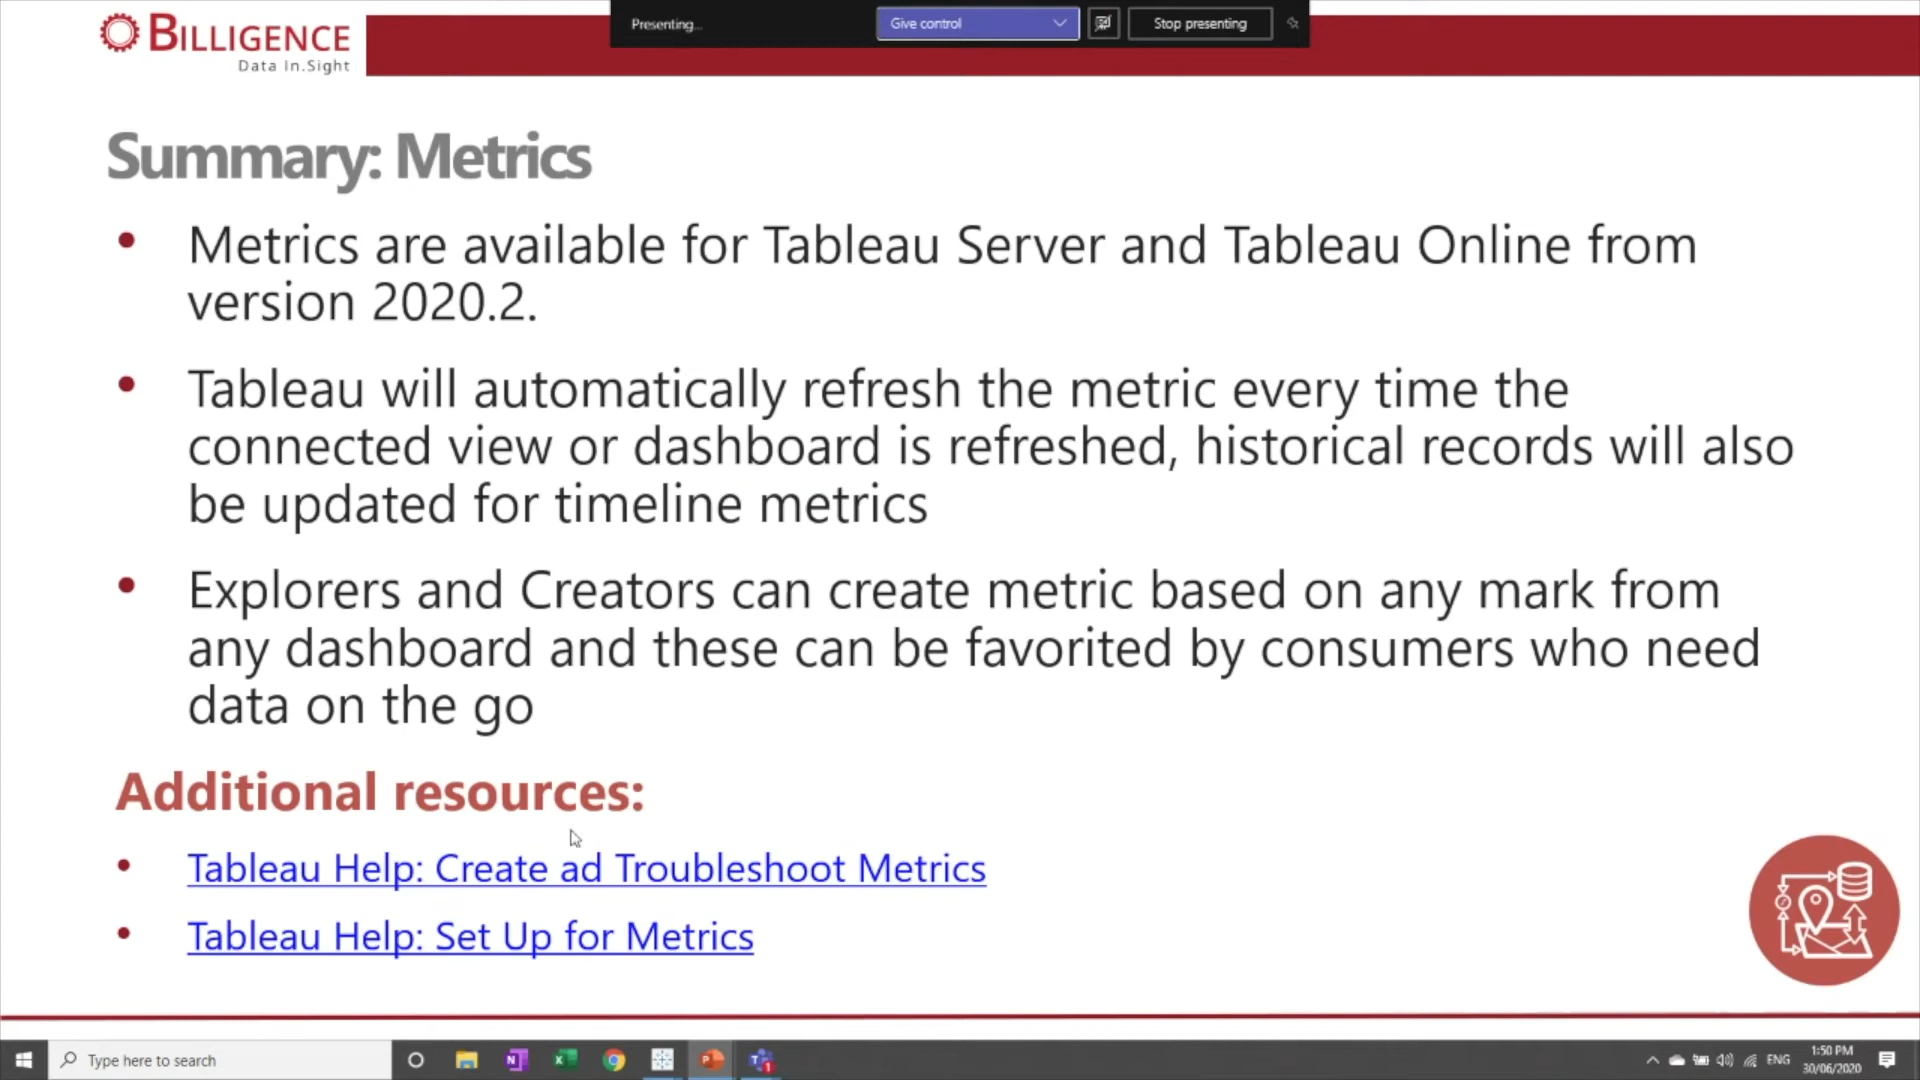 BILLIGENCE
Data In.Sight
Presenting...
Give control
Stop presenting
Summary: Metrics
• Metrics are available for Tableau Server and Tableau Online from
version 2020.2.
• Tableau will automatically refresh the metric every time the
connected view or dashboard is refreshed, historical records will also
be updated for timeline metrics
• Explorers and Creators can create metric based on any mark from
any dashboard and these can be favorited by consumers who need
data on the go
Additional resources:
• Tableau Help: Create ad Troubleshoot Metrics
• Tableau Help: Set Up for Metrics
Type here to search
ENG
1:50 PM
30/06/2020